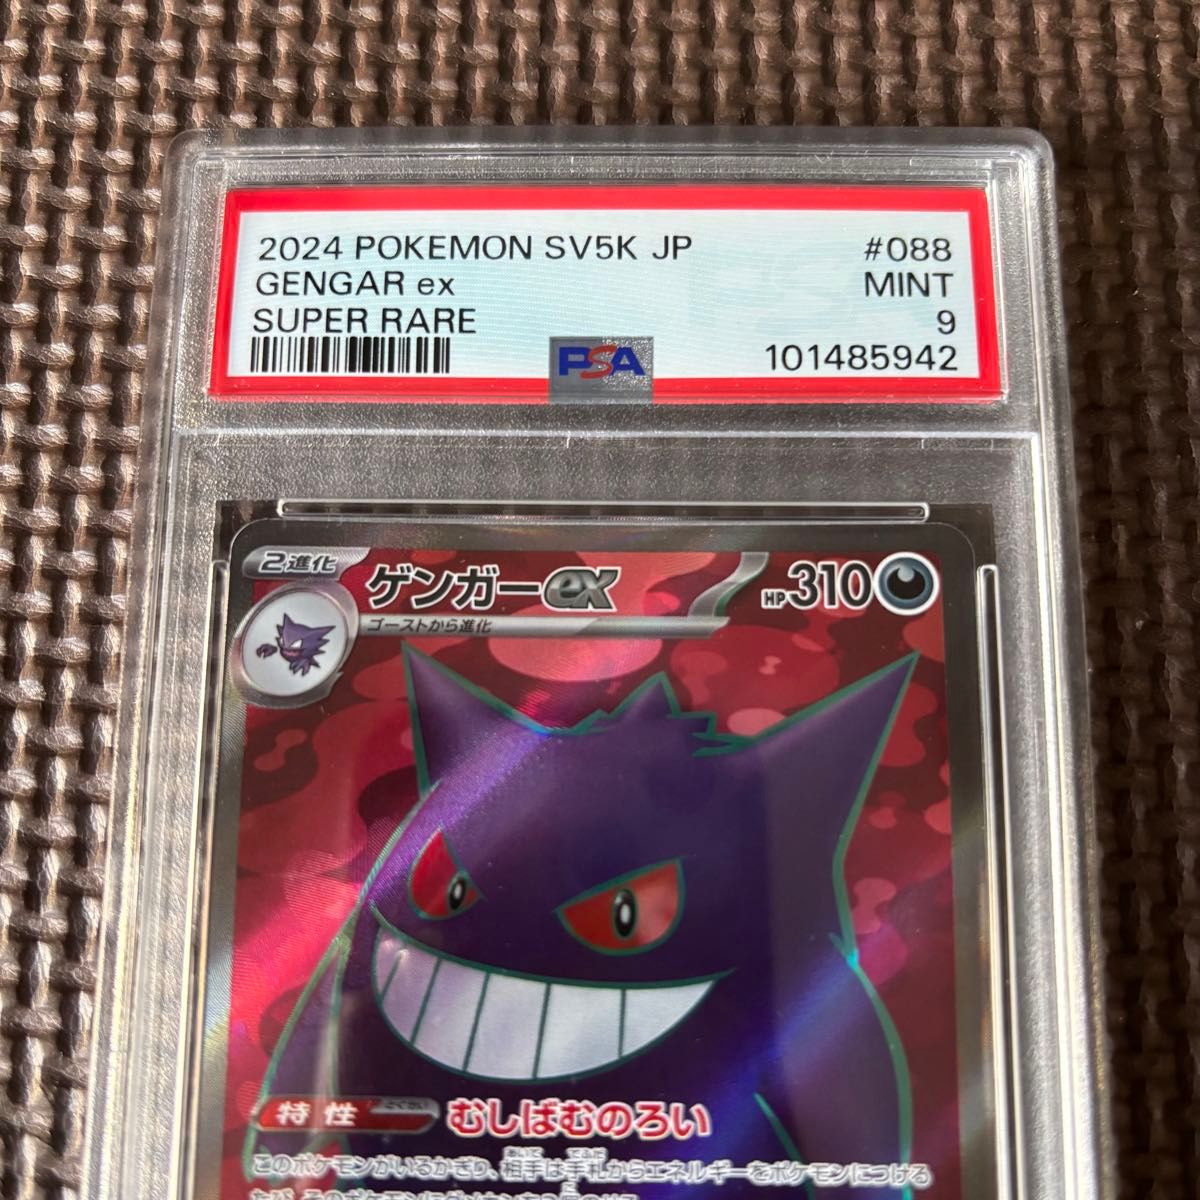 2024 POKEMON SV5K JP #088
GENGAR ex MINT
SUPER RARE 9
PSA 101485942
2進化 ゲンガーex HP310
ゴーストから進化
特性 むしばむのろい
このポケモンがいるかぎり、相手は手札からエネルギーをポケモンにつける